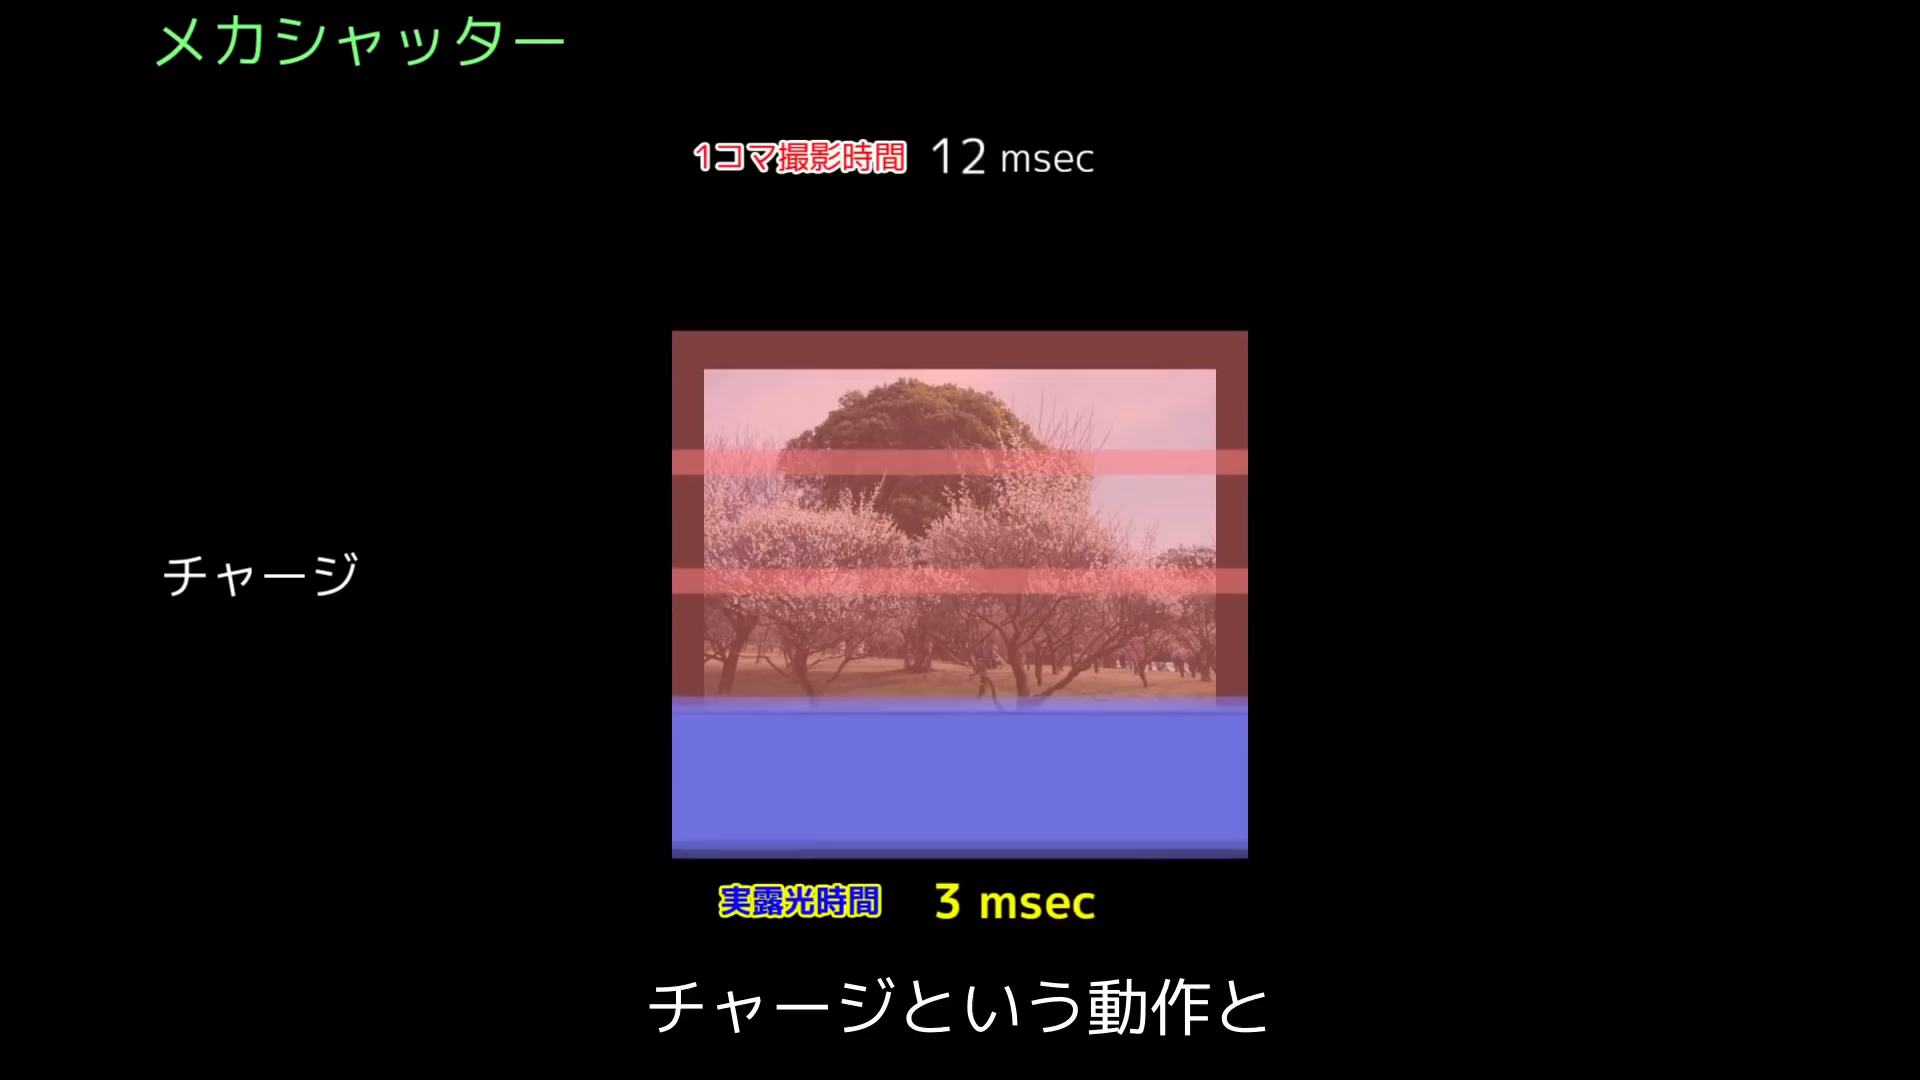 メカシャッター
1コマ撮影時間 12 msec
チャージ
実露光時間 3 msec
チャージという動作と